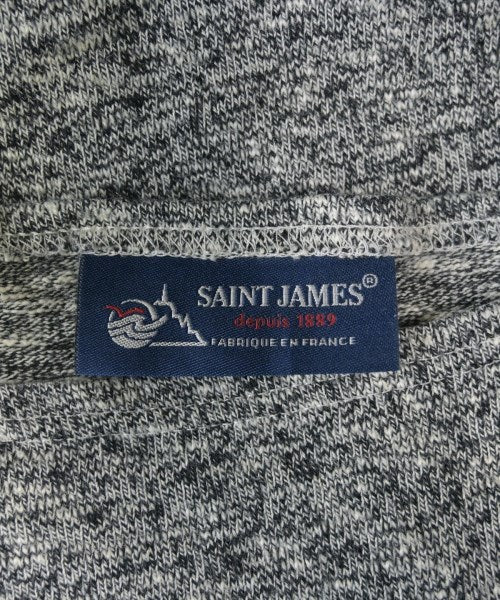 SAINT JAMES®
depuis 1889
FABRIQUE EN FRANCE